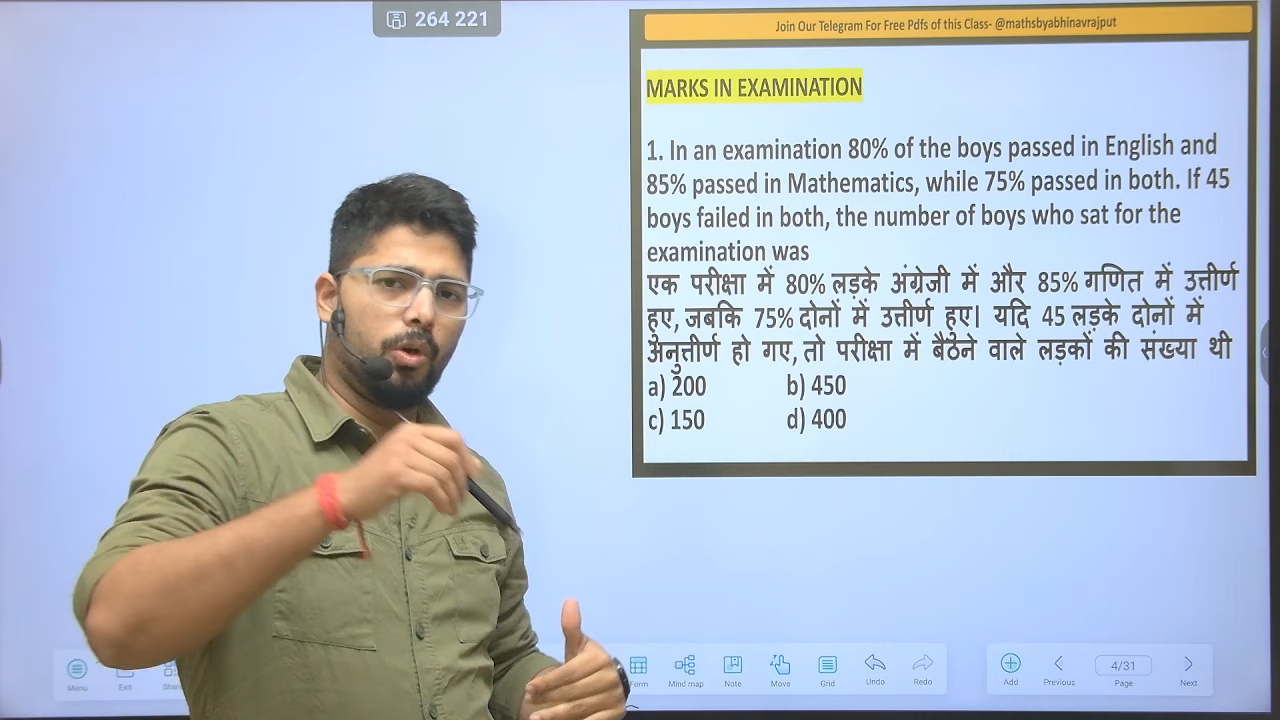 264 221
Join Our Telegram For Free Pdfs of this Class- @mathsbyabhinavrajput
MARKS IN EXAMINATION
1. In an examination 80% of the boys passed in English and
85% passed in Mathematics, while 75% passed in both. If 45
boys failed in both, the number of boys who sat for the
examination was
एक परीक्षा में 80% लड़के अंग्रेजी में और 85% गणित में उत्तीर्ण
हुए, जबकि 75% दोनों में उत्तीर्ण हुए। यदि 45 लड़के दोनों में
अनुत्तीर्ण हो गए, तो परीक्षा में बैठने वाले लड़कों की संख्या थी
a) 200 b) 450
c) 150 d) 400
Menu Exit Form Mind map Note Move Grid Undo Redo Add Previous 4/31 Page Next